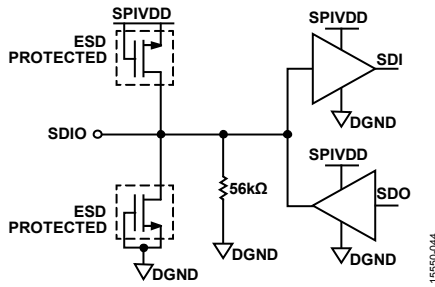 SPIVDD
ESD
PROTECTED
SDIO
ESD
PROTECTED
DGND
56kΩ
DGND
SPIVDD
SDI
DGND
SPIVDD
SDO
DGND
15550-044